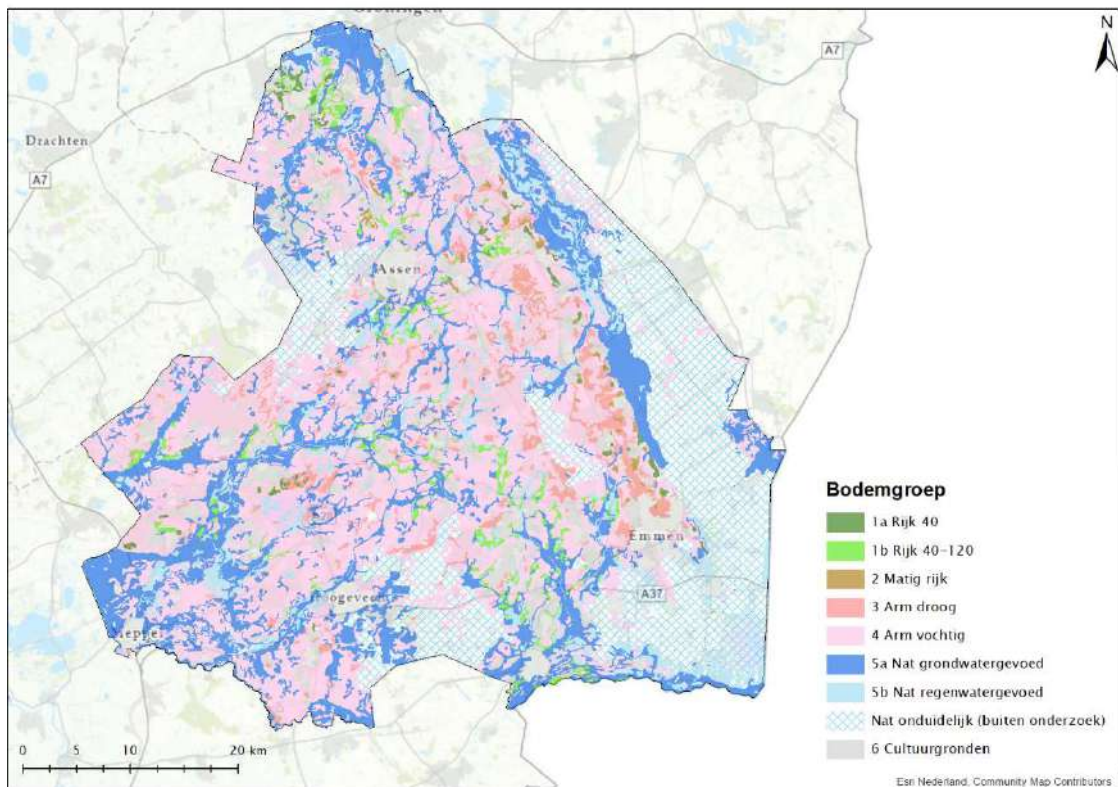 Groningen
A7
N
Drachten
A7
Assen
Emmen
A37
Hoogeveen
Meppel
Bodemgroep
1a Rijk 40
1b Rijk 40-120
2 Matig rijk
3 Arm droog
4 Arm vochtig
5a Nat grondwatergevoed
5b Nat regenwatergevoed
Nat onduidelijk (buiten onderzoek)
6 Cultuurgronden
0 5 10 20 km
Esri Nederland, Community Map Contributors